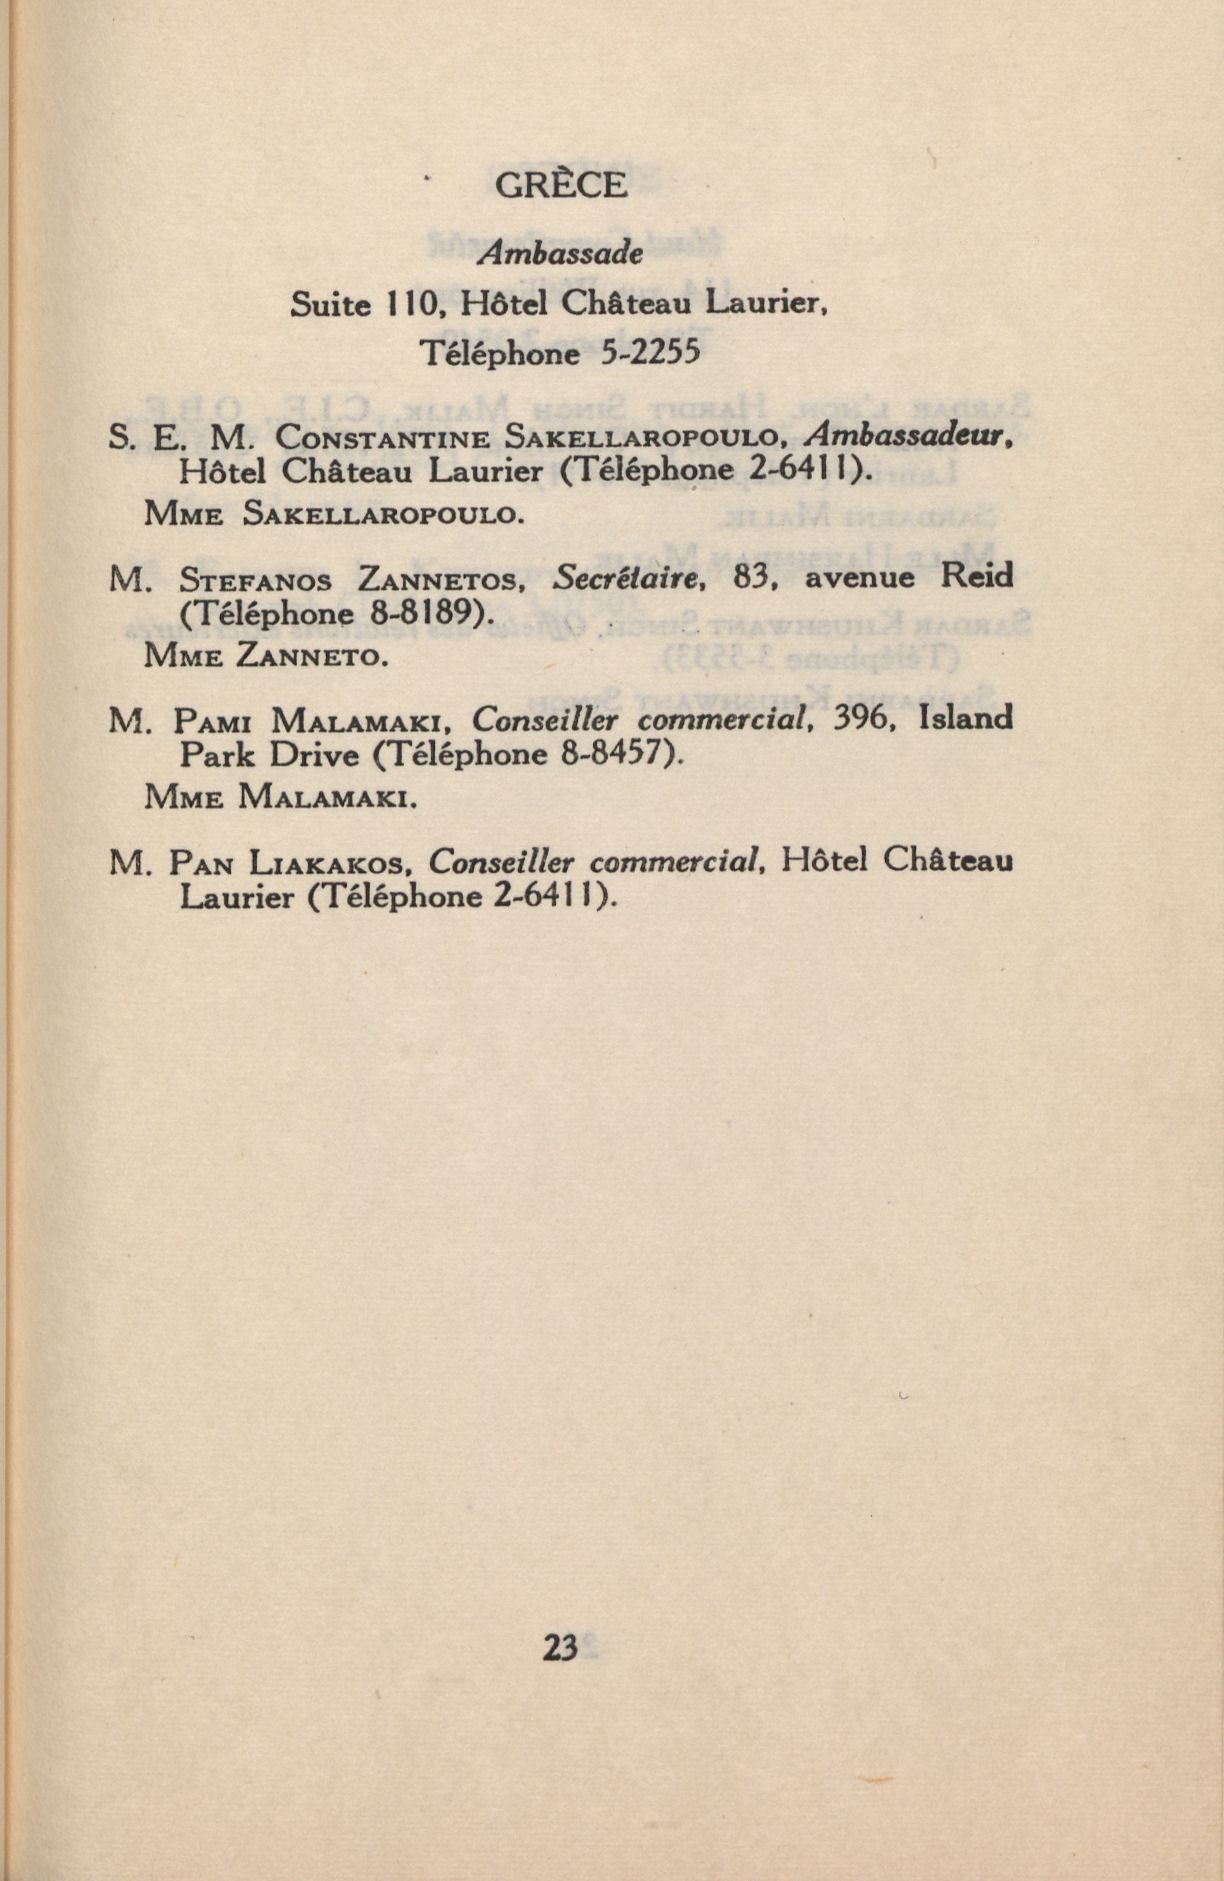 GRÈCE
Ambassade
Suite 110, Hôtel Château Laurier,
Téléphone 5-2255
S. E. M. CONSTANTINE SAKELLAROPOULO, Ambassadeur,
Hôtel Château Laurier (Téléphone 2-6411).
MME SAKELLAROPOULO.
M. STEFANOS ZANNETOS, Secrétaire, 83, avenue Reid
(Téléphone 8-8189).
MME ZANNETO.
M. PAMI MALAMAKI, Conseiller commercial, 396, Island
Park Drive (Téléphone 8-8457).
MME MALAMAKI.
M. PAN LIAKAKOS, Conseiller commercial, Hôtel Château
Laurier (Téléphone 2-6411).
23